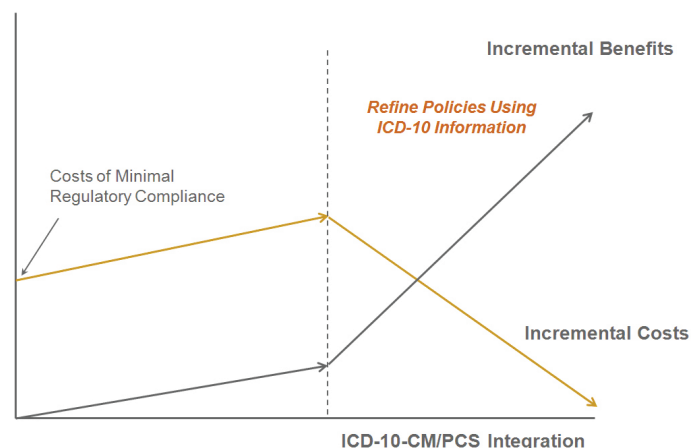 Incremental Benefits
Refine Policies Using
ICD-10 Information
Costs of Minimal
Regulatory Compliance
Incremental Costs
ICD-10-CM/PCS Integration